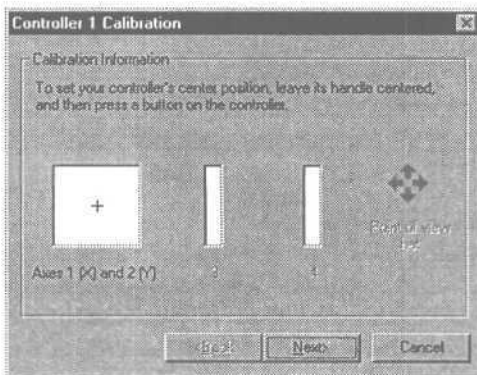 Controller 1 Calibration
Calibration Information
To set your controller's center position, leave its handle centered,
and then press a button on the controller.
Axes 1 (X) and 2 (Y)
3
4
Point of view
hat
<Back
Next>
Cancel